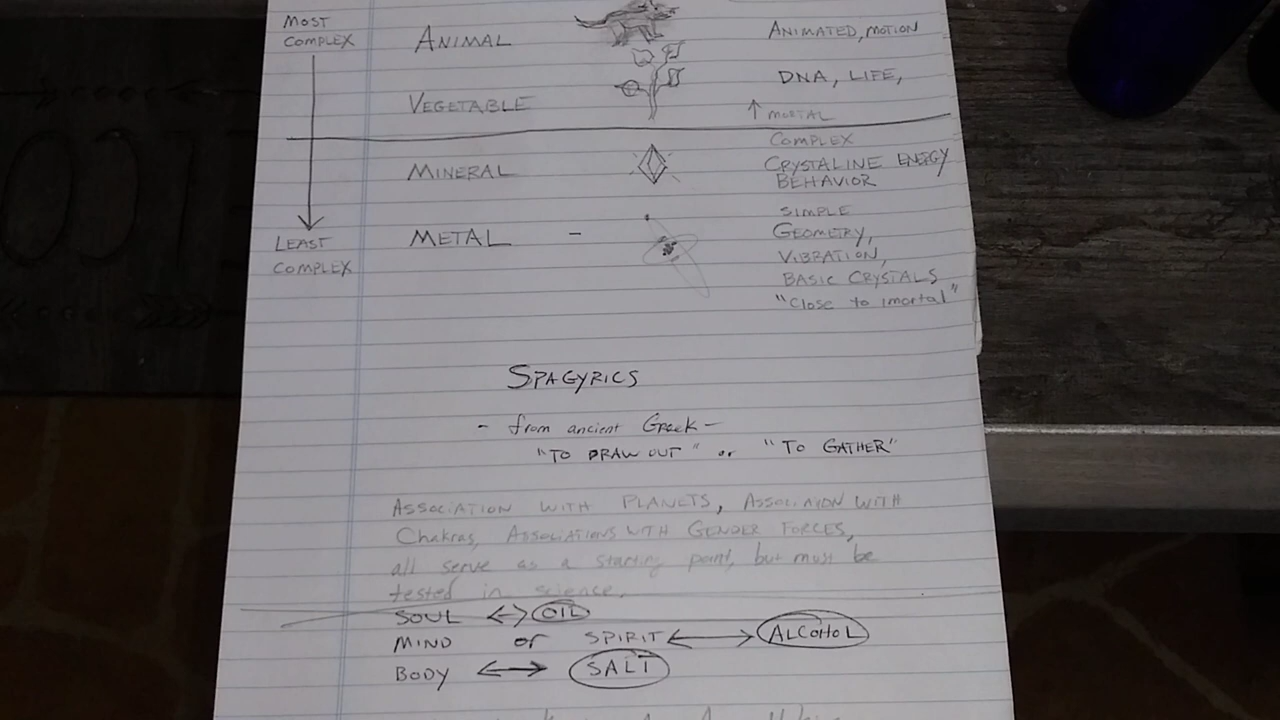 MOST
COMPLEX
ANIMAL
ANIMATED, MOTION
DNA, LIFE,
VEGETABLE
↑ MORTAL
MINERAL
COMPLEX
CRYSTALINE ENERGY
BEHAVIOR
LEAST
COMPLEX
METAL -
SIMPLE
GEOMETRY,
VIBRATION,
BASIC CRYSTALS
"Close to imortal"
SPAGYRICS
- from ancient Greek -
"TO DRAW OUT" or "TO GATHER"
ASSOCIATION WITH PLANETS, ASSOCIATION WITH
Chakras, ASSOCIATIONS WITH GENDER FORCES,
all serve as a starting point, but must be
tested in science.
SOUL <-> OIL
MIND or SPIRIT <-> ALCOHOL
BODY <-> SALT